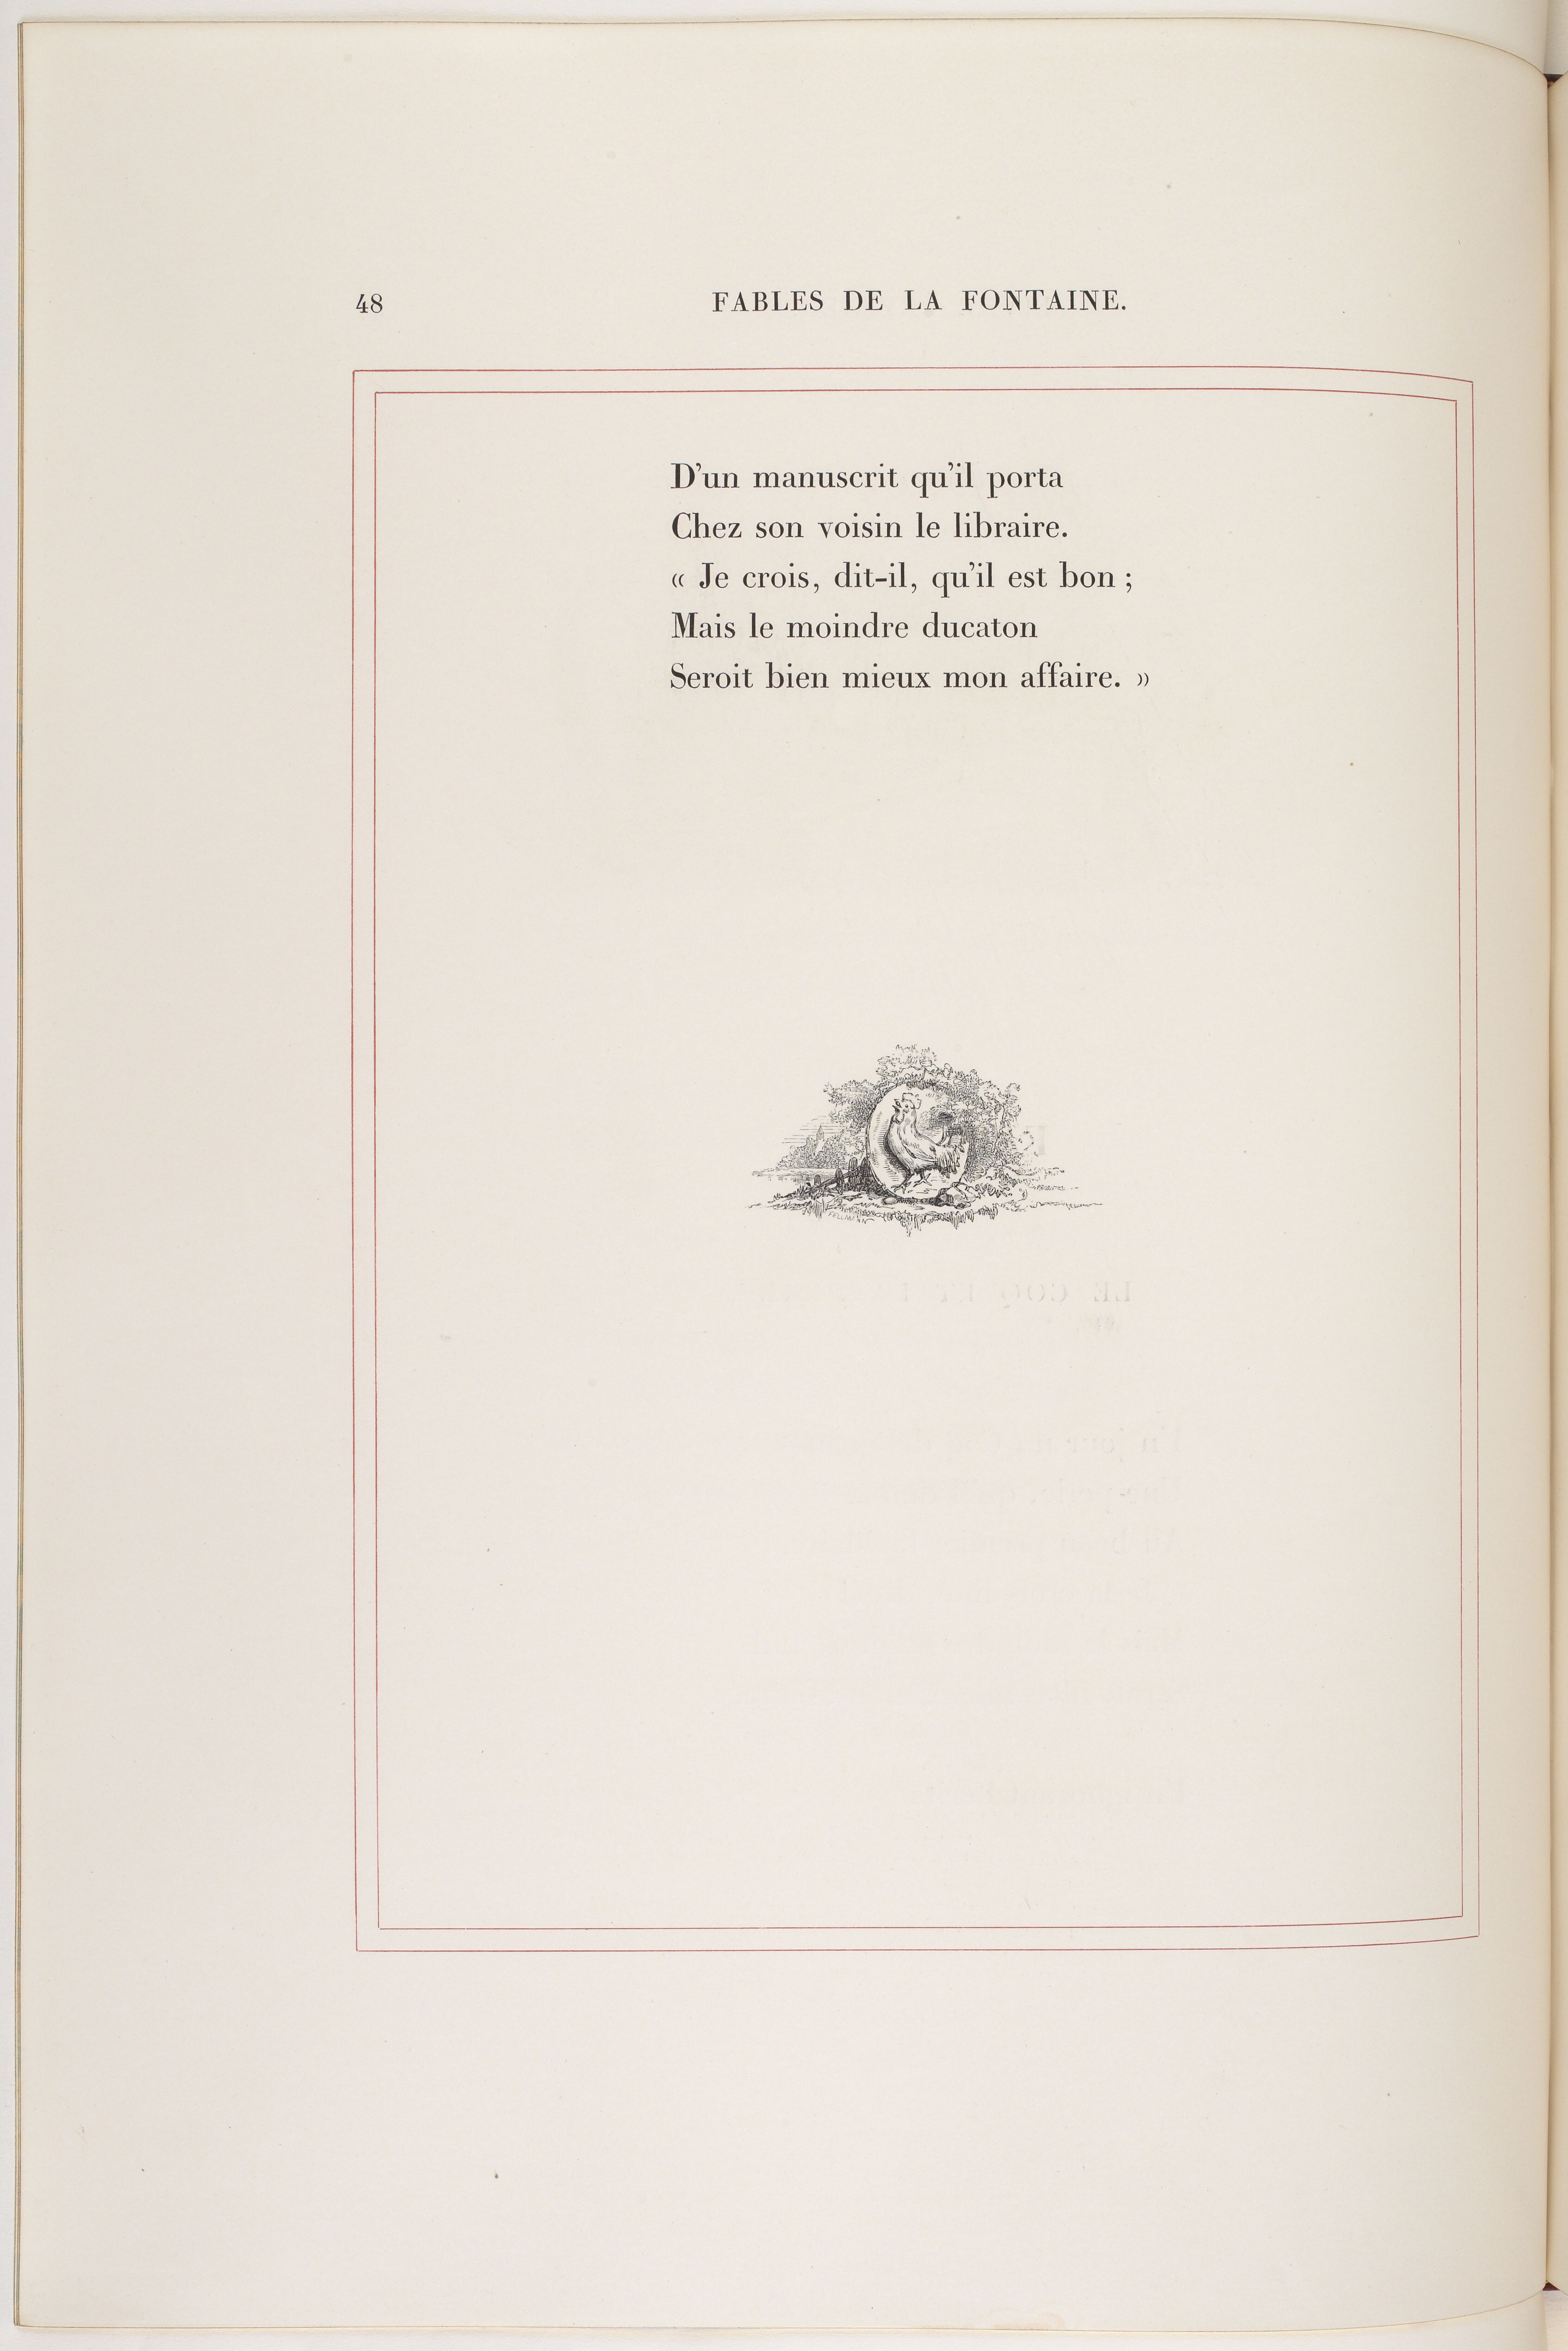 48 FABLES DE LA FONTAINE.
D'un manuscrit qu'il porta
Chez son voisin le libraire.
« Je crois, dit-il, qu'il est bon ;
Mais le moindre ducaton
Seroit bien mieux mon affaire. »